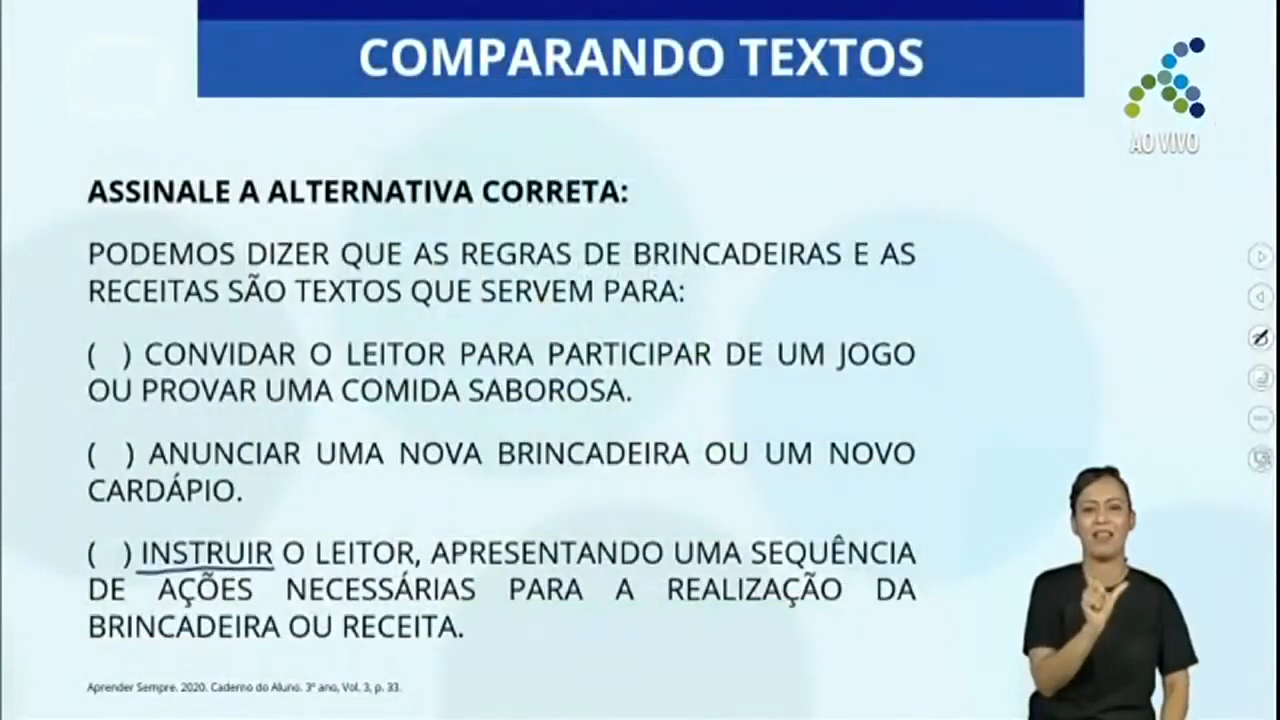 COMPARANDO TEXTOS
AO VIVO
ASSINALE A ALTERNATIVA CORRETA:
PODEMOS DIZER QUE AS REGRAS DE BRINCADEIRAS E AS
RECEITAS SÃO TEXTOS QUE SERVEM PARA:
( ) CONVIDAR O LEITOR PARA PARTICIPAR DE UM JOGO
OU PROVAR UMA COMIDA SABOROSA.
( ) ANUNCIAR UMA NOVA BRINCADEIRA OU UM NOVO
CARDÁPIO.
( ) INSTRUIR O LEITOR, APRESENTANDO UMA SEQUÊNCIA
DE AÇÕES NECESSÁRIAS PARA A REALIZAÇÃO DA
BRINCADEIRA OU RECEITA.
Aprender Sempre. 2020. Caderno do Aluno. 3º ano, Vol. 3, p. 33.